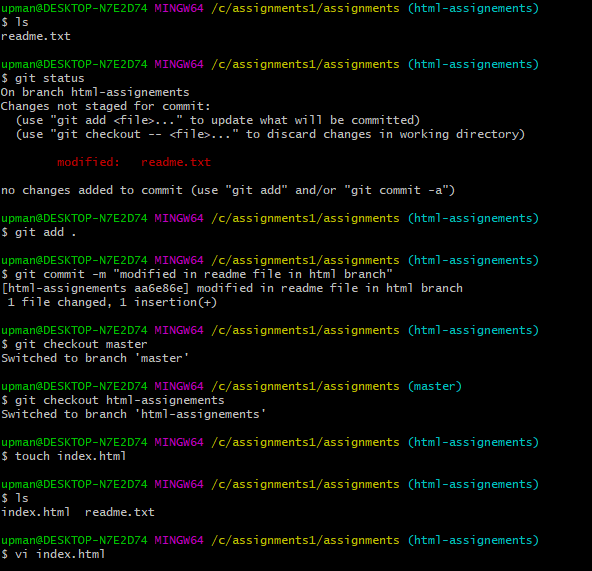 upman@DESKTOP-N7E2D74 MINGW64 /c/assignments1/assignments (html-assignements)
$ ls
readme.txt
upman@DESKTOP-N7E2D74 MINGW64 /c/assignments1/assignments (html-assignements)
$ git status
On branch html-assignements
Changes not staged for commit:
(use "git add <file>..." to update what will be committed)
(use "git checkout -- <file>..." to discard changes in working directory)
modified: readme.txt
no changes added to commit (use "git add" and/or "git commit -a")
upman@DESKTOP-N7E2D74 MINGW64 /c/assignments1/assignments (html-assignements)
$ git add .
upman@DESKTOP-N7E2D74 MINGW64 /c/assignments1/assignments (html-assignements)
$ git commit -m "modified in readme file in html branch"
[html-assignements aa6e86e] modified in readme file in html branch
1 file changed, 1 insertion(+)
upman@DESKTOP-N7E2D74 MINGW64 /c/assignments1/assignments (html-assignements)
$ git checkout master
Switched to branch 'master'
upman@DESKTOP-N7E2D74 MINGW64 /c/assignments1/assignments (master)
$ git checkout html-assignements
Switched to branch 'html-assignements'
upman@DESKTOP-N7E2D74 MINGW64 /c/assignments1/assignments (html-assignements)
$ touch index.html
upman@DESKTOP-N7E2D74 MINGW64 /c/assignments1/assignments (html-assignements)
$ ls
index.html readme.txt
upman@DESKTOP-N7E2D74 MINGW64 /c/assignments1/assignments (html-assignements)
$ vi index.html